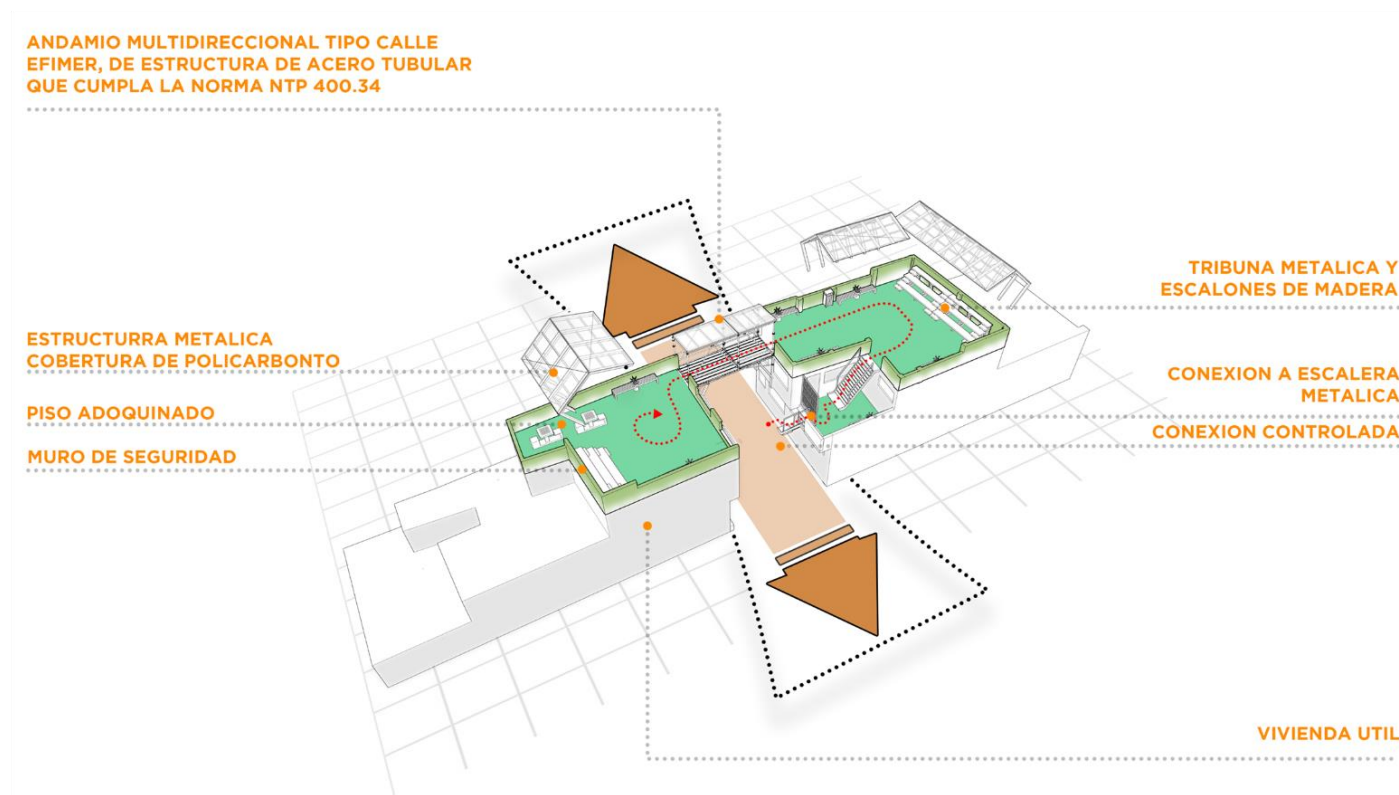 ANDAMIO MULTIDIRECCIONAL TIPO CALLE
EFIMER, DE ESTRUCTURA DE ACERO TUBULAR
QUE CUMPLA LA NORMA NTP 400.34
ESTRUCTURRA METALICA
COBERTURA DE POLICARBONTO
PISO ADOQUINADO
MURO DE SEGURIDAD
TRIBUNA METALICA Y
ESCALONES DE MADERA
CONEXION A ESCALERA
METALICA
CONEXION CONTROLADA
VIVIENDA UTIL